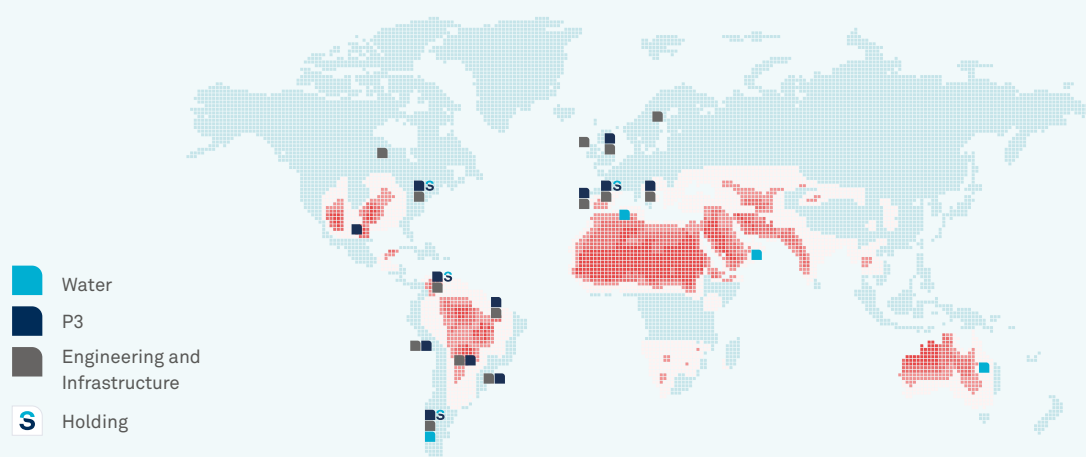 S
S
S
S
Water
P3
Engineering and
Infrastructure
S Holding